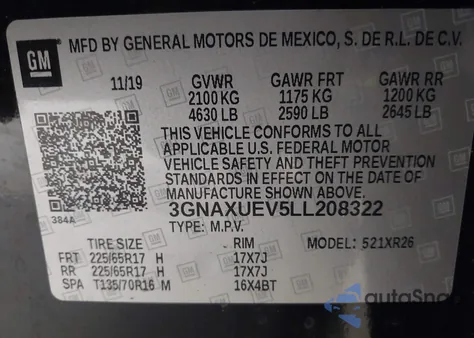 GM MFD BY GENERAL MOTORS DE MEXICO, S. DE R.L. DE C.V.
11/19 GVWR GAWR FRT GAWR RR
2100 KG 1175 KG 1200 KG
4630 LB 2590 LB 2645 LB
THIS VEHICLE CONFORMS TO ALL
APPLICABLE U.S. FEDERAL MOTOR
VEHICLE SAFETY AND THEFT PREVENTION
STANDARDS IN EFFECT ON THE DATE OF
MANUFACTURE SHOWN ABOVE.
384A 3GNAXUEV5LL208322
TYPE: M.P.V. MODEL: 521XR26
TIRE SIZE RIM
FRT 225/65R17 H 17X7J
RR 225/65R17 H 17X7J
SPA T135/70R16 M 16X4BT